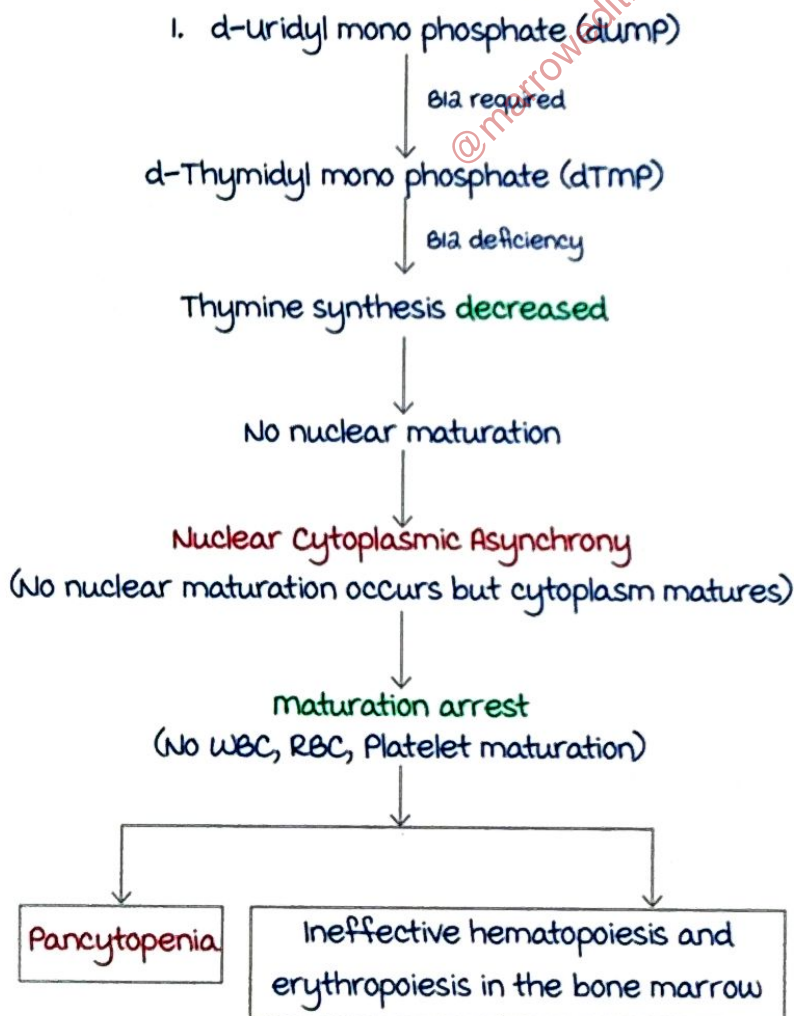 1. d-uridyl mono phosphate (dump)
B12 required
d-Thymidyl mono phosphate (dTmP)
B12 deficiency
Thymine synthesis decreased
No nuclear maturation
Nuclear Cytoplasmic Asynchrony
(No nuclear maturation occurs but cytoplasm matures)
maturation arrest
(No WBC, RBC, Platelet maturation)
Pancytopenia
Ineffective hematopoiesis and
erythropoiesis in the bone marrow